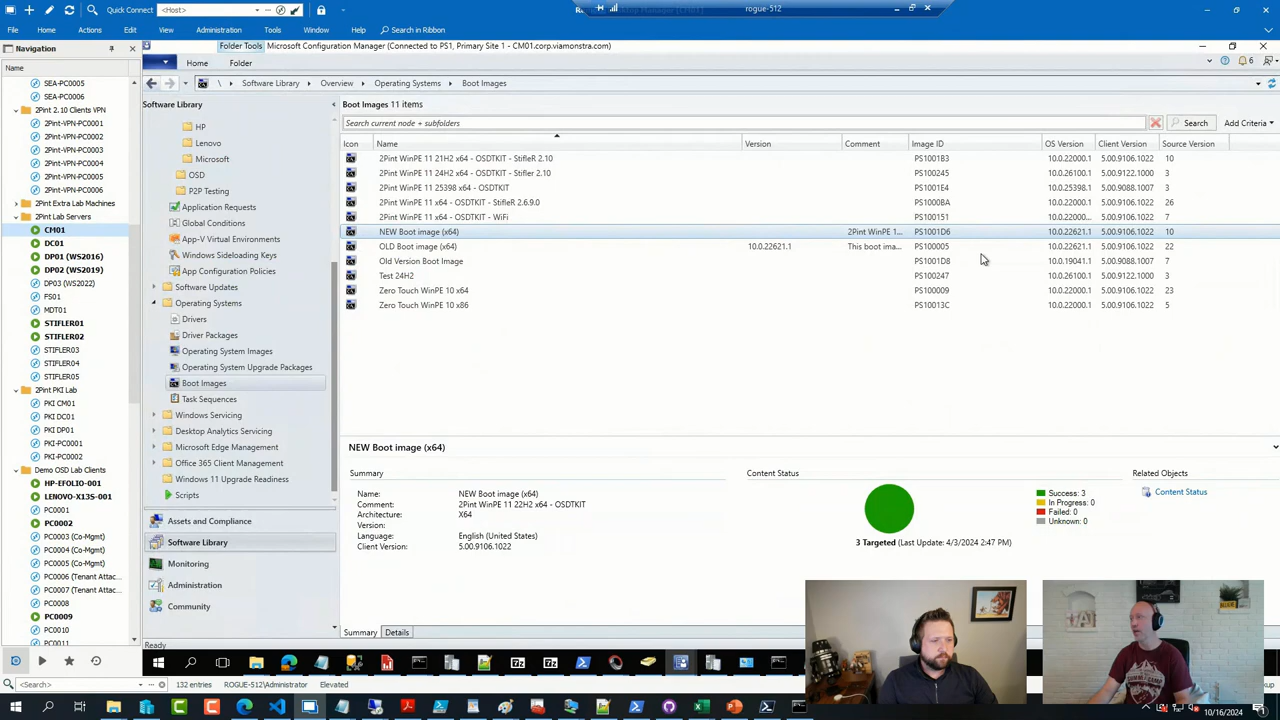 Quick Connect <Host>
Re
rogue-512
File Home Edit View Administration Actions Tools Window Help Search in Ribbon
Navigation
Name
SEA-PC0005
SEA-PC0006
2Pint 2. 10 Clients VPN
2Pint-VPN-PC0001
2Pint-VPN-PC0002
2Pint-VPN-PC0003
2Pint-VPN-PC0004
2Pint-VPN-PC0005
2Pint-VPN-PC0006
2Pint Extra Lab Machines
2Pint Lab Servers
CM01
DC01
DP01 (WS2016)
DP02 (WS2019)
DP03 (WS2022)
FS01
MDT01
STIFLER01
STIFLER02
STIFLER03
STIFLER04
STIFLER05
2Pint PKI Lab
PKI CM01
PKI DC01
PKI DP01
PKI-PC0001
PKI-PC0002
Demo OSD Lab Clients
HP-EFOLIO-001
LENOVO-X13S-001
PC0001
PC0002
PC0003 (Co-Mgmt)
PC0004 (Co-Mgmt)
PC0005 (Co-Mgmt)
PC0006 (Tenant Attac...
PC0007 (Tenant Attac...
PC0008
PC0009
PC0010
PC0011
Folder Tools Microsoft Configuration Manager (Connected to PS1, Primary Site 1 - CM01.corp.viamonstra.com)
Home Folder
6
\ Software Library Overview Operating Systems Boot Images
Software Library
HP
Lenovo
Microsoft
OSD
P2P Testing
Application Requests
Global Conditions
App-V Virtual Environments
Windows Sideloading Keys
App Configuration Policies
Software Updates
Operating Systems
Drivers
Driver Packages
Operating System Images
Operating System Upgrade Packages
Boot Images
Task Sequences
Windows Servicing
Desktop Analytics Servicing
Microsoft Edge Management
Office 365 Client Management
Windows 11 Upgrade Readiness
Scripts
Assets and Compliance
Software Library
Monitoring
Administration
Community
Boot Images 11 items
Search current node + subfolders Search Add Criteria
Icon Name Version Comment Image ID OS Version Client Version Source Version
2Pint WinPE 11 21H2 x64 - OSDTKIT - StifleR 2.10 PS1001B3 10.0.22000.1 5.00.9106.1022 10
2Pint WinPE 11 24H2 x64 - OSDTKIT - Stifler 2.10 PS100245 10.0.26100.1 5.00.9122.1000 3
2Pint WinPE 11 25398 x64 - OSDTKIT PS1001E4 10.0.25398.1 5.00.9088.1007 3
2Pint WinPE 11 x64 - OSDTKIT - StifleR 2.6.9.0 PS1000BA 10.0.22000.1 5.00.9106.1022 26
2Pint WinPE 11 x64 - OSDTKIT - WiFi PS100151 10.0.22000... 5.00.9106.1022 7
NEW Boot image (x64) 2Pint WinPE 1... PS1001D6 10.0.22621.1 5.00.9106.1022 10
OLD Boot image (x64) 10.0.22621.1 This boot ima... PS100005 10.0.22621.1 5.00.9106.1022 22
Old Version Boot Image PS1001D8 10.0.19041.1 5.00.9088.1007 7
Test 24H2 PS100247 10.0.26100.1 5.00.9122.1000 3
Zero Touch WinPE 10 x64 PS100009 10.0.22000.1 5.00.9106.1022 23
Zero Touch WinPE 10 x86 PS10013C 10.0.22000.1 5.00.9106.1022 5
NEW Boot image (x64)
Summary
Name: NEW Boot image (x64)
Comment: 2Pint WinPE 11 22H2 x64 - OSDTKIT
Architecture: X64
Version:
Language: English (United States)
Client Version: 5.00.9106.1022
Content Status
Success: 3
In Progress: 0
Failed: 0
Unknown: 0
3 Targeted (Last Update: 4/3/2024 2:47 PM)
Related Objects
Content Status
Summary Details
Ready
<Search> 132 entries ROGUE-512\Administrator Elevated
10/16/2024